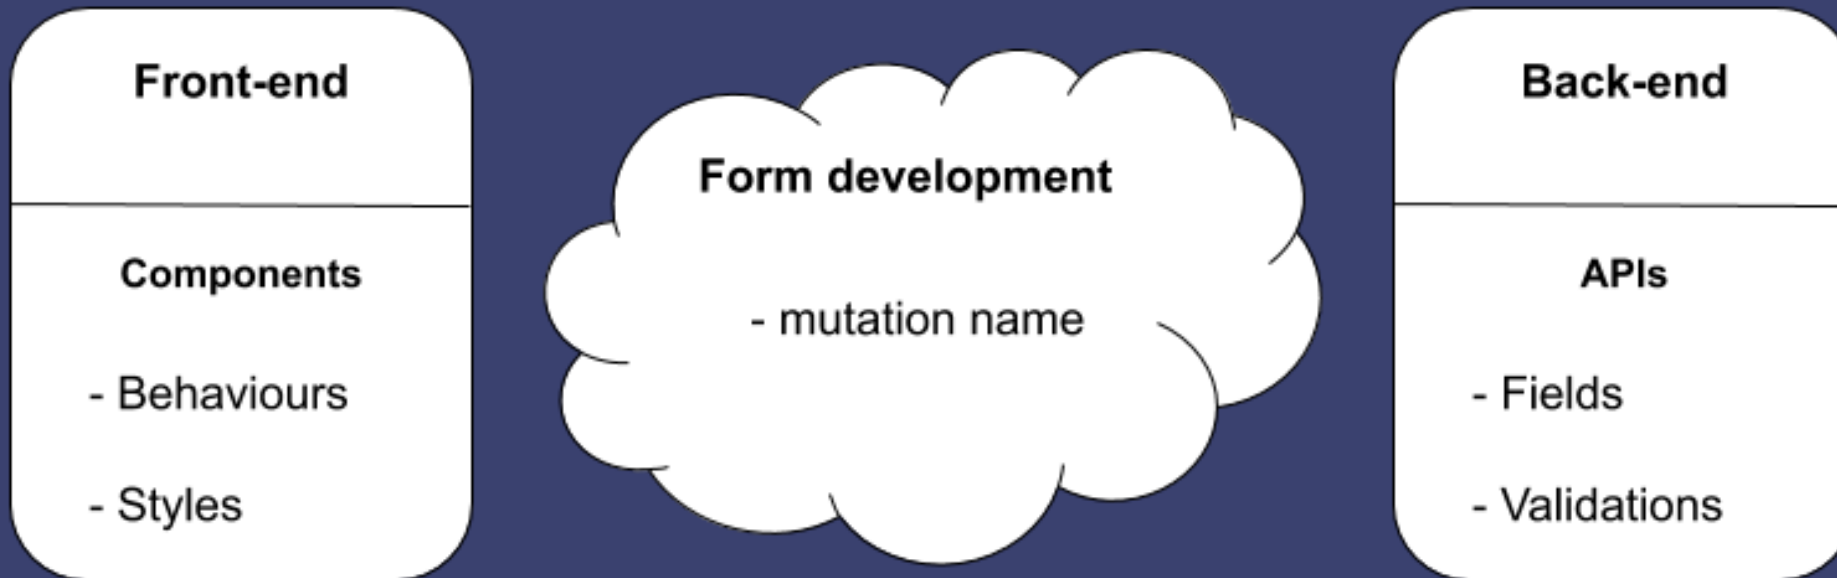 Front-end
Components
- Behaviours
- Styles
Form development
- mutation name
Back-end
APIs
- Fields
- Validations